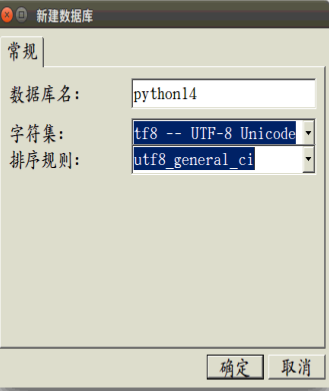 新建数据库
常规
数据库名: python14
字符集: tf8 -- UTF-8 Unicode
排序规则: utf8_general_ci
确定 取消